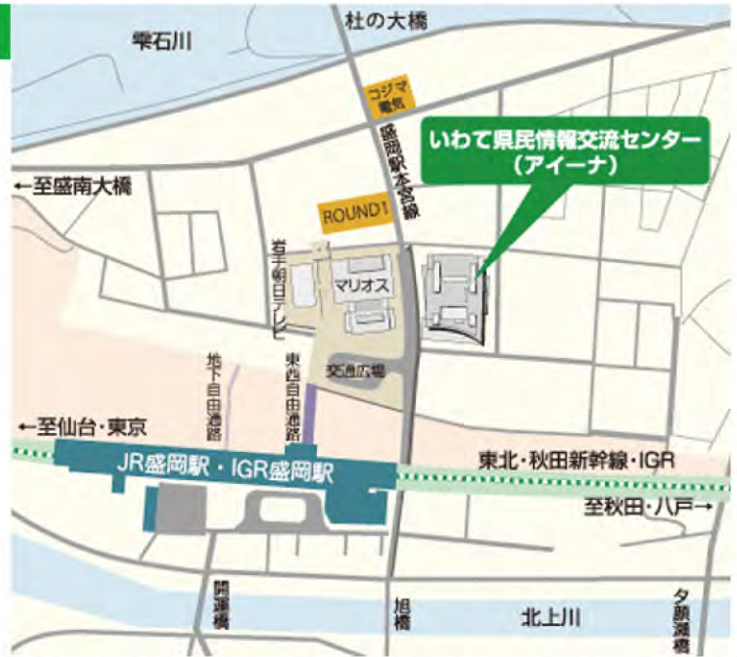 杜の大橋
雫石川
コジマ
電気
盛岡駅本宮線
いわて県民情報交流センター
(アイーナ)
←至盛南大橋
ROUND1
岩手朝日テレビ
マリオス
交通広場
地下自由通路
東西自由通路
←至仙台・東京
JR盛岡駅・IGR盛岡駅
東北・秋田新幹線・IGR
至秋田・八戸→
開運橋
旭橋
北上川
夕顔瀬橋